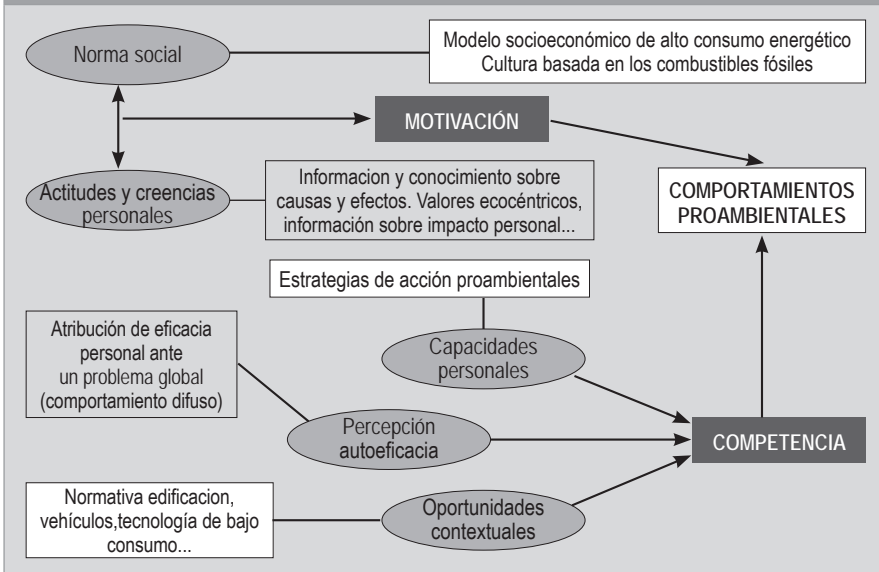 Norma social
Modelo socioeconómico de alto consumo energético
Cultura basada en los combustibles fósiles
MOTIVACIÓN
Actitudes y creencias
personales
Informacion y conocimiento sobre
causas y efectos. Valores ecocéntricos,
información sobre impacto personal...
COMPORTAMIENTOS
PROAMBIENTALES
Estrategias de acción proambientales
Atribución de eficacia
personal ante
un problema global
(comportamiento difuso)
Capacidades
personales
Percepción
autoeficacia
COMPETENCIA
Normativa edificacion,
vehículos,tecnología de bajo
consumo...
Oportunidades
contextuales